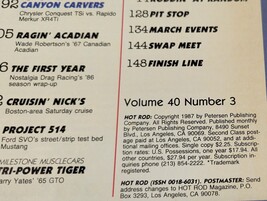 92 CANYON CARVERS
Chrysler Conquest TSi vs. Rapido
Merkur XR4Ti
05 RAGIN' ACADIAN
Wade Robertson's '67 Canadian
Acadian
6 THE FIRST YEAR
Nostalgia Drag Racing's '86
season wrap-up
2 CRUISIN' NICK'S
Boston-area Saturday cruise
PROJECT 514
Ford SVO's street/strip test bed
Mustang
MILESTONE MUSCLECARS
TRI-POWER TIGER
arry Yates' '65 GTO
128 PIT STOP
134 MARCH EVENTS
144 SWAP MEET
148 FINISH LINE
Volume 40 Number 3
HOT ROD: Copyright 1987 by Petersen Publishing
Company. All Rights Reserved. Published monthly
by Petersen Publishing Company, 8490 Sunset
Blvd., Los Angeles, CA 90069. Second Class post-
age paid at Los Angeles, CA 90052, and at addi-
tional mailing offices. Single copy $2.25. Subscrip-
tion rates: U.S. Possessions, one year $17.94. All
other countries, $27.94 per year. Subscription in-
quiries phone (213) 854-2222. ®Trademark
registered.
HOT ROD (ISSN 0018-6031). POSTMASTER: Send
address changes to HOT ROD Magazine, P.O.
Box 3293, Los Angeles, CA 90078.